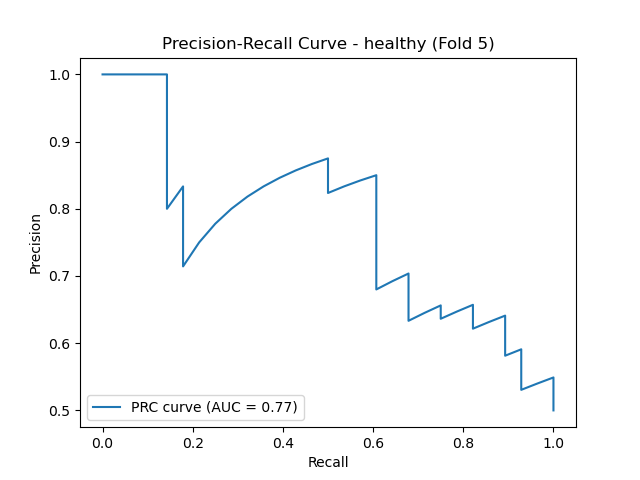 Precision-Recall Curve - healthy (Fold 5)
1.0
0.9
0.8
0.7
0.6
0.5
Precision
PRC curve (AUC = 0.77)
0.0 0.2 0.4 0.6 0.8 1.0
Recall